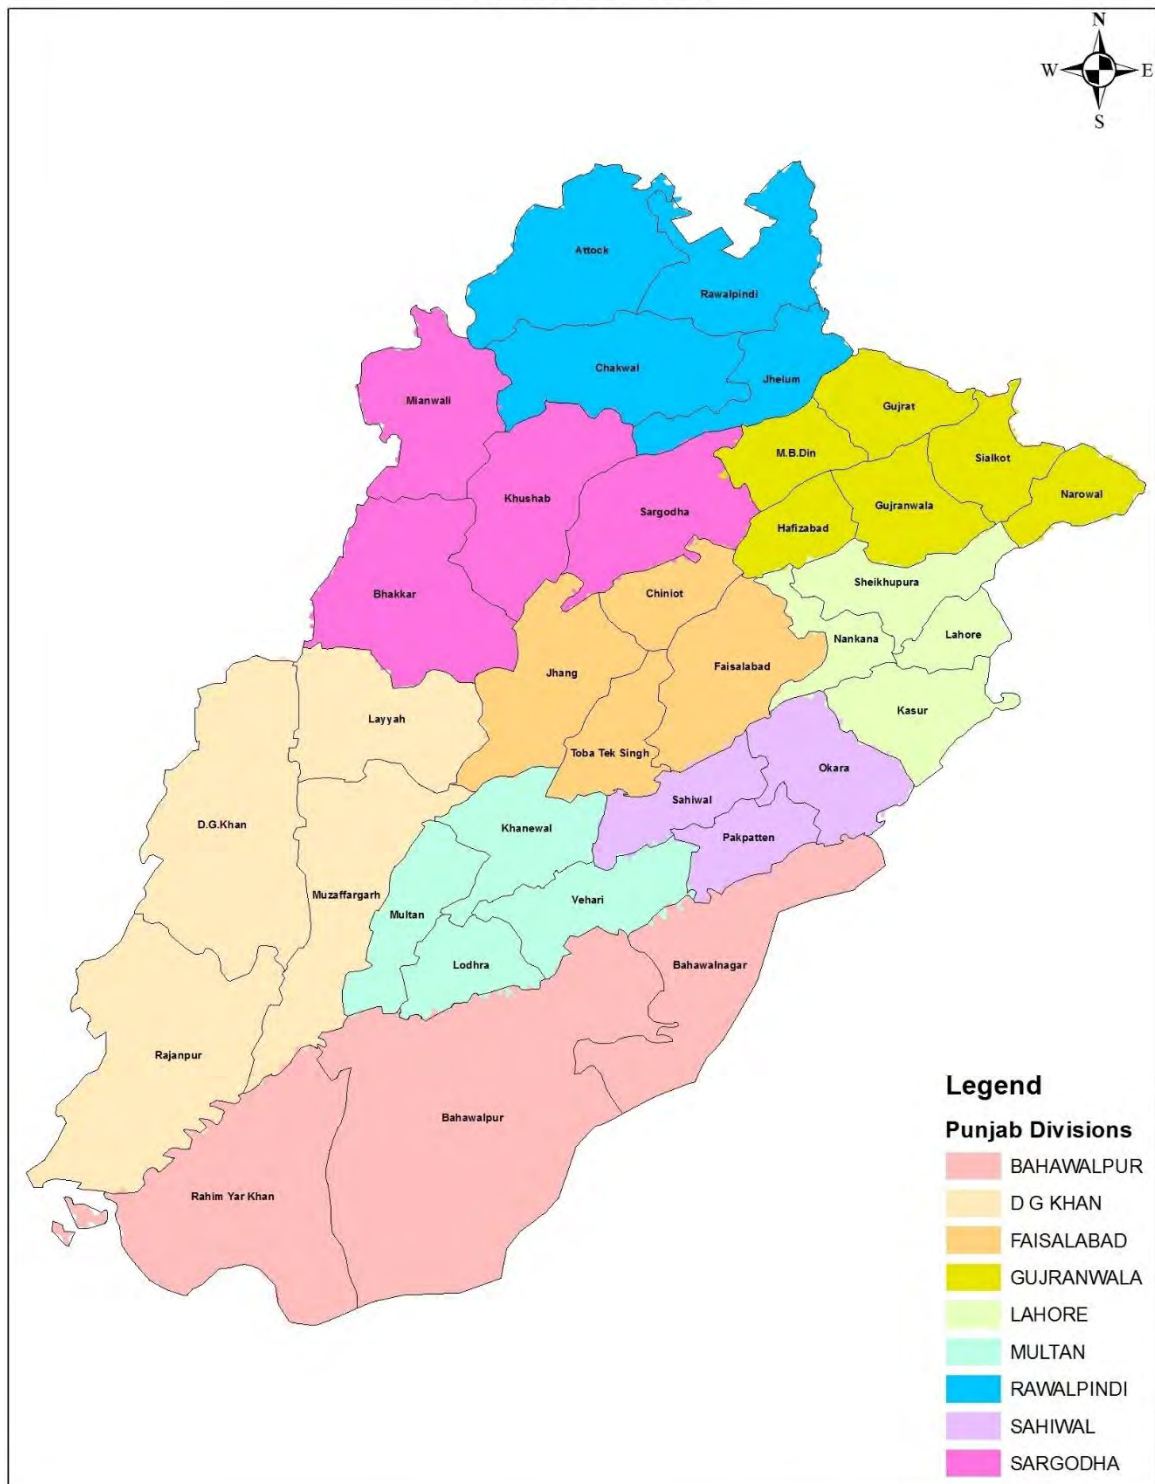 N
W E
S
Attock
Rawalpindi
Chakwal
Jhelum
Mianwali
Gujrat
M.B.Din
Sialkot
Narowal
Khushab
Sargodha
Gujranwala
Hafizabad
Bhakkar
Chiniot
Sheikhupura
Nankana
Lahore
Jhang
Faisalabad
Layyah
Kasur
Toba Tek Singh
Okara
Sahiwal
D.G.Khan
Khanewal
Pakpatten
Muzaffargarh
Vehari
Multan
Lodhra
Bahawalnagar
Rajanpur
Bahawalpur
Rahim Yar Khan
Legend
Punjab Divisions
BAHAWALPUR
D G KHAN
FAISALABAD
GUJRANWALA
LAHORE
MULTAN
RAWALPINDI
SAHIWAL
SARGODHA